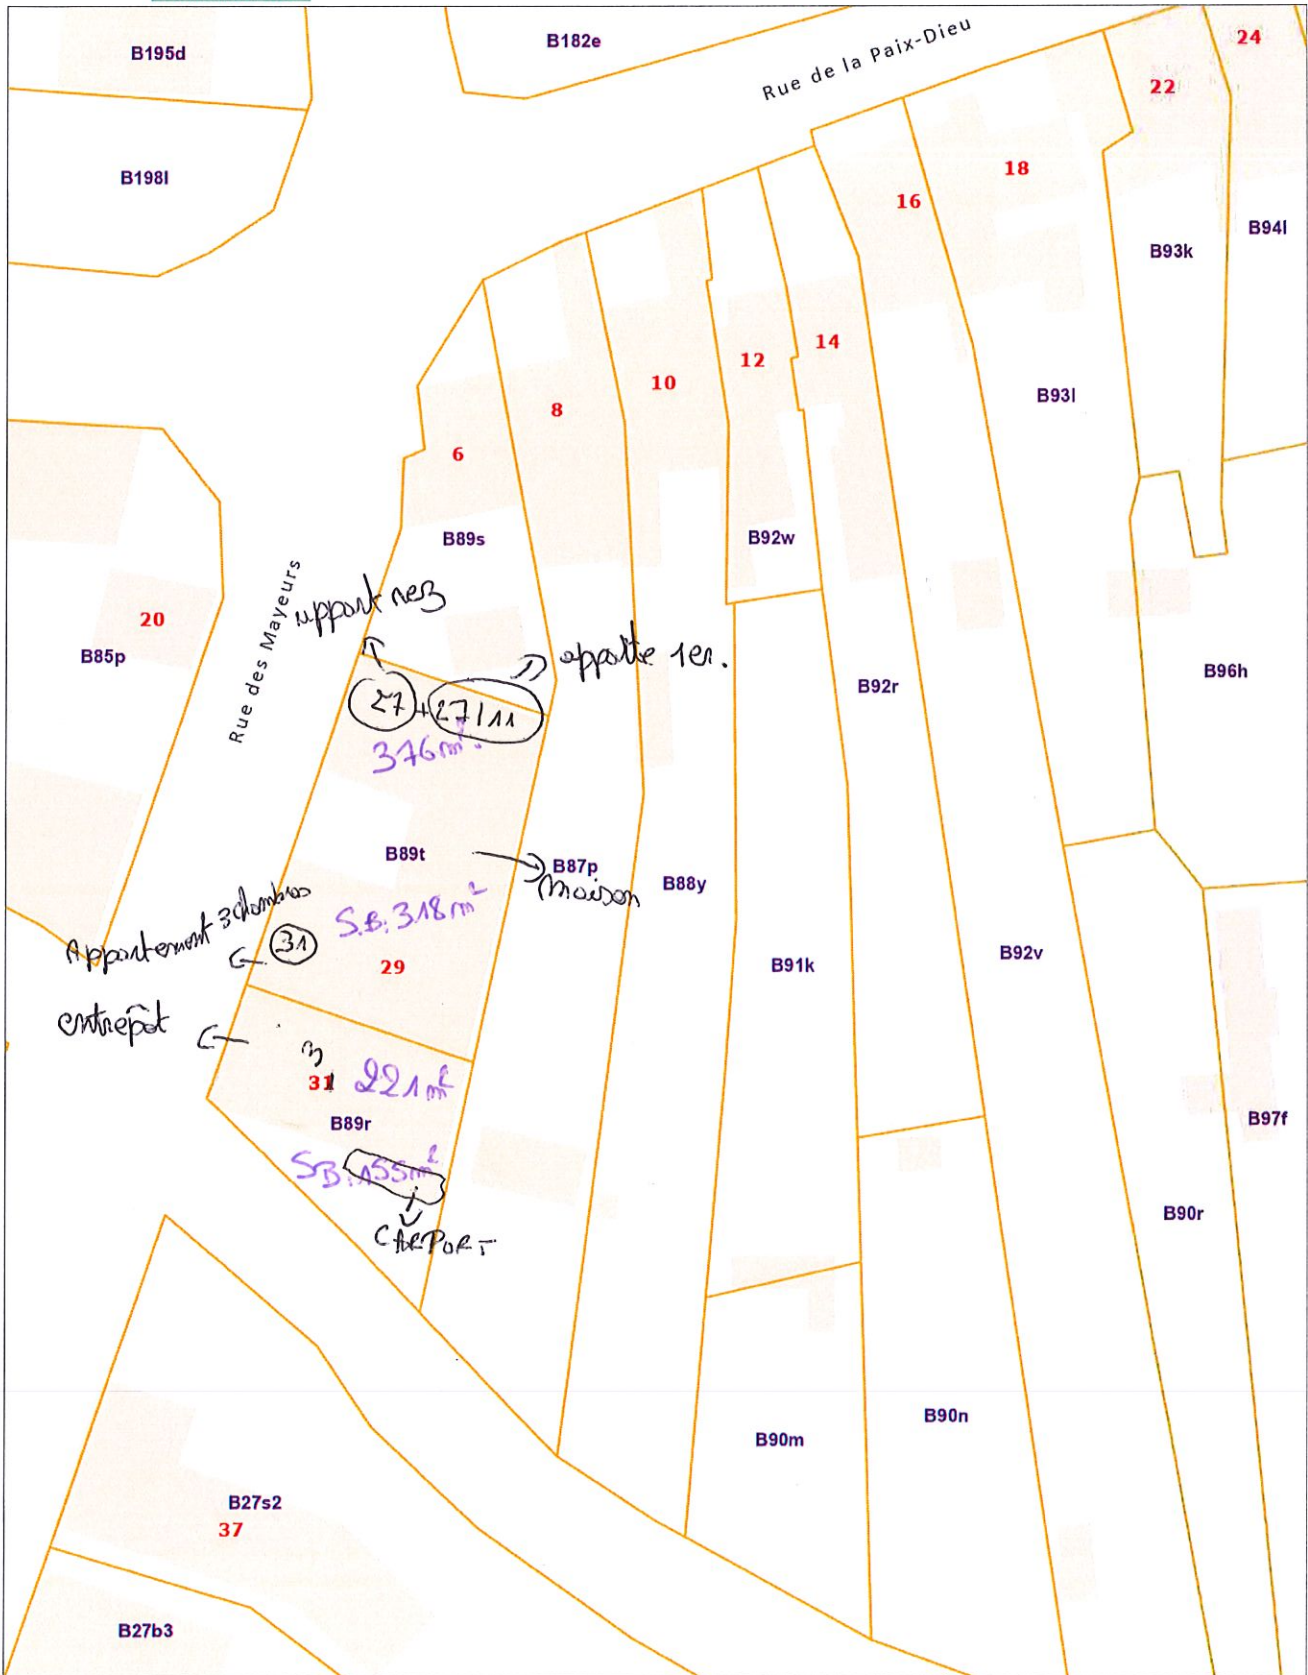 B195d
B182e
Rue de la Paix-Dieu
24
22
B198l
18
16
B94l
B93k
14
12
10
B93l
8
6
B89s
B92w
Rue des Mayeurs
20
B85p
appart rez
appartte 1er.
B92r
B96h
27 + 27/11
376m².
B89t
B87p
Maison
B88y
Appartement 3 chambres
S.B: 318m²
31
29
B91k
B92v
entrepôt
31
221m²
B89r
B97f
SB: 155m²
CARPORT
B90r
B90n
B90m
B27s2
37
B27b3